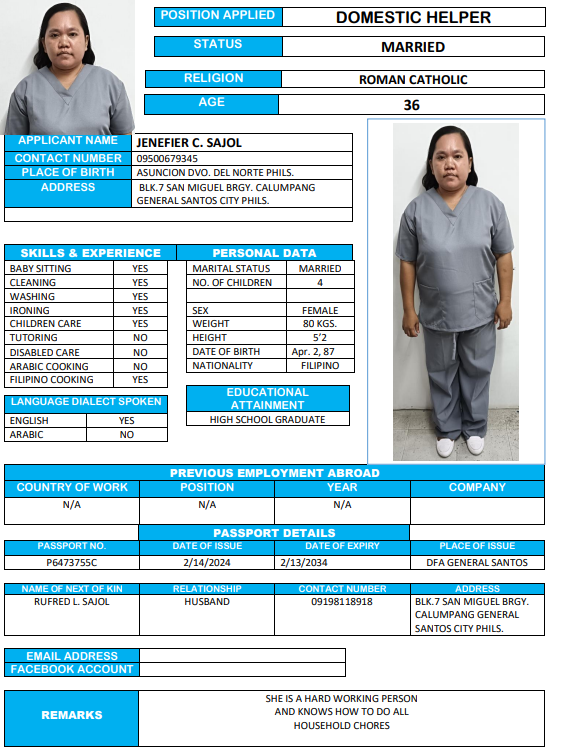 POSITION APPLIED DOMESTIC HELPER
STATUS MARRIED
RELIGION ROMAN CATHOLIC
AGE 36
APPLICANT NAME JENEFIER C. SAJOL
CONTACT NUMBER 09500679345
PLACE OF BIRTH ASUNCION DVO. DEL NORTE PHILS.
ADDRESS BLK.7 SAN MIGUEL BRGY. CALUMPANG
GENERAL SANTOS CITY PHILS.
SKILLS & EXPERIENCE PERSONAL DATA
BABY SITTING YES MARITAL STATUS MARRIED
CLEANING YES NO. OF CHILDREN 4
WASHING YES
IRONING YES SEX FEMALE
CHILDREN CARE YES WEIGHT 80 KGS.
TUTORING NO HEIGHT 5'2
DISABLED CARE NO DATE OF BIRTH Apr. 2, 87
ARABIC COOKING NO NATIONALITY FILIPINO
FILIPINO COOKING YES
EDUCATIONAL
ATTAINMENT
HIGH SCHOOL GRADUATE
LANGUAGE DIALECT SPOKEN
ENGLISH YES
ARABIC NO
PREVIOUS EMPLOYMENT ABROAD
COUNTRY OF WORK POSITION YEAR COMPANY
N/A N/A N/A
PASSPORT DETAILS
PASSPORT NO. DATE OF ISSUE DATE OF EXPIRY PLACE OF ISSUE
P6473755C 2/14/2024 2/13/2034 DFA GENERAL SANTOS
NAME OF NEXT OF KIN RELATIONSHIP CONTACT NUMBER ADDRESS
RUFRED L. SAJOL HUSBAND 09198118918 BLK.7 SAN MIGUEL BRGY.
CALUMPANG GENERAL
SANTOS CITY PHILS.
EMAIL ADDRESS
FACEBOOK ACCOUNT
REMARKS
SHE IS A HARD WORKING PERSON
AND KNOWS HOW TO DO ALL
HOUSEHOLD CHORES